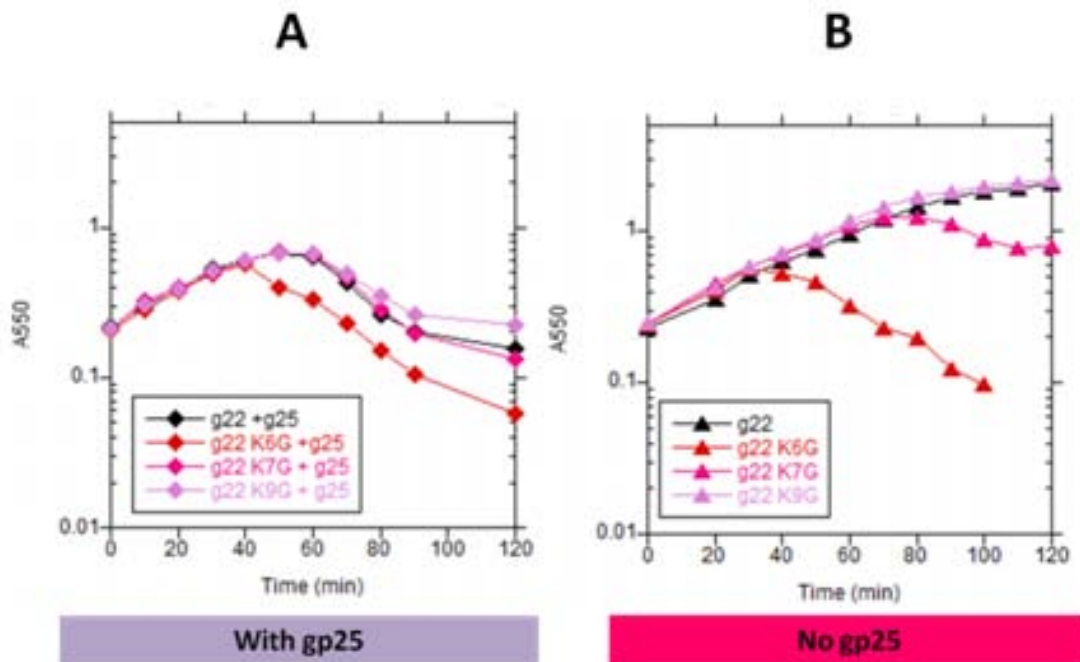 A
B
A550
1
0.1
0.01
g22 +g25
g22 K6G +g25
g22 K7G + g25
g22 K9G + g25
0 20 40 60 80 100 120
Time (min)
With gp25
A550
1
0.1
0.01
g22
g22 K6G
g22 K7G
g22 K9G
0 20 40 60 80 100 120
Time (min)
No gp25